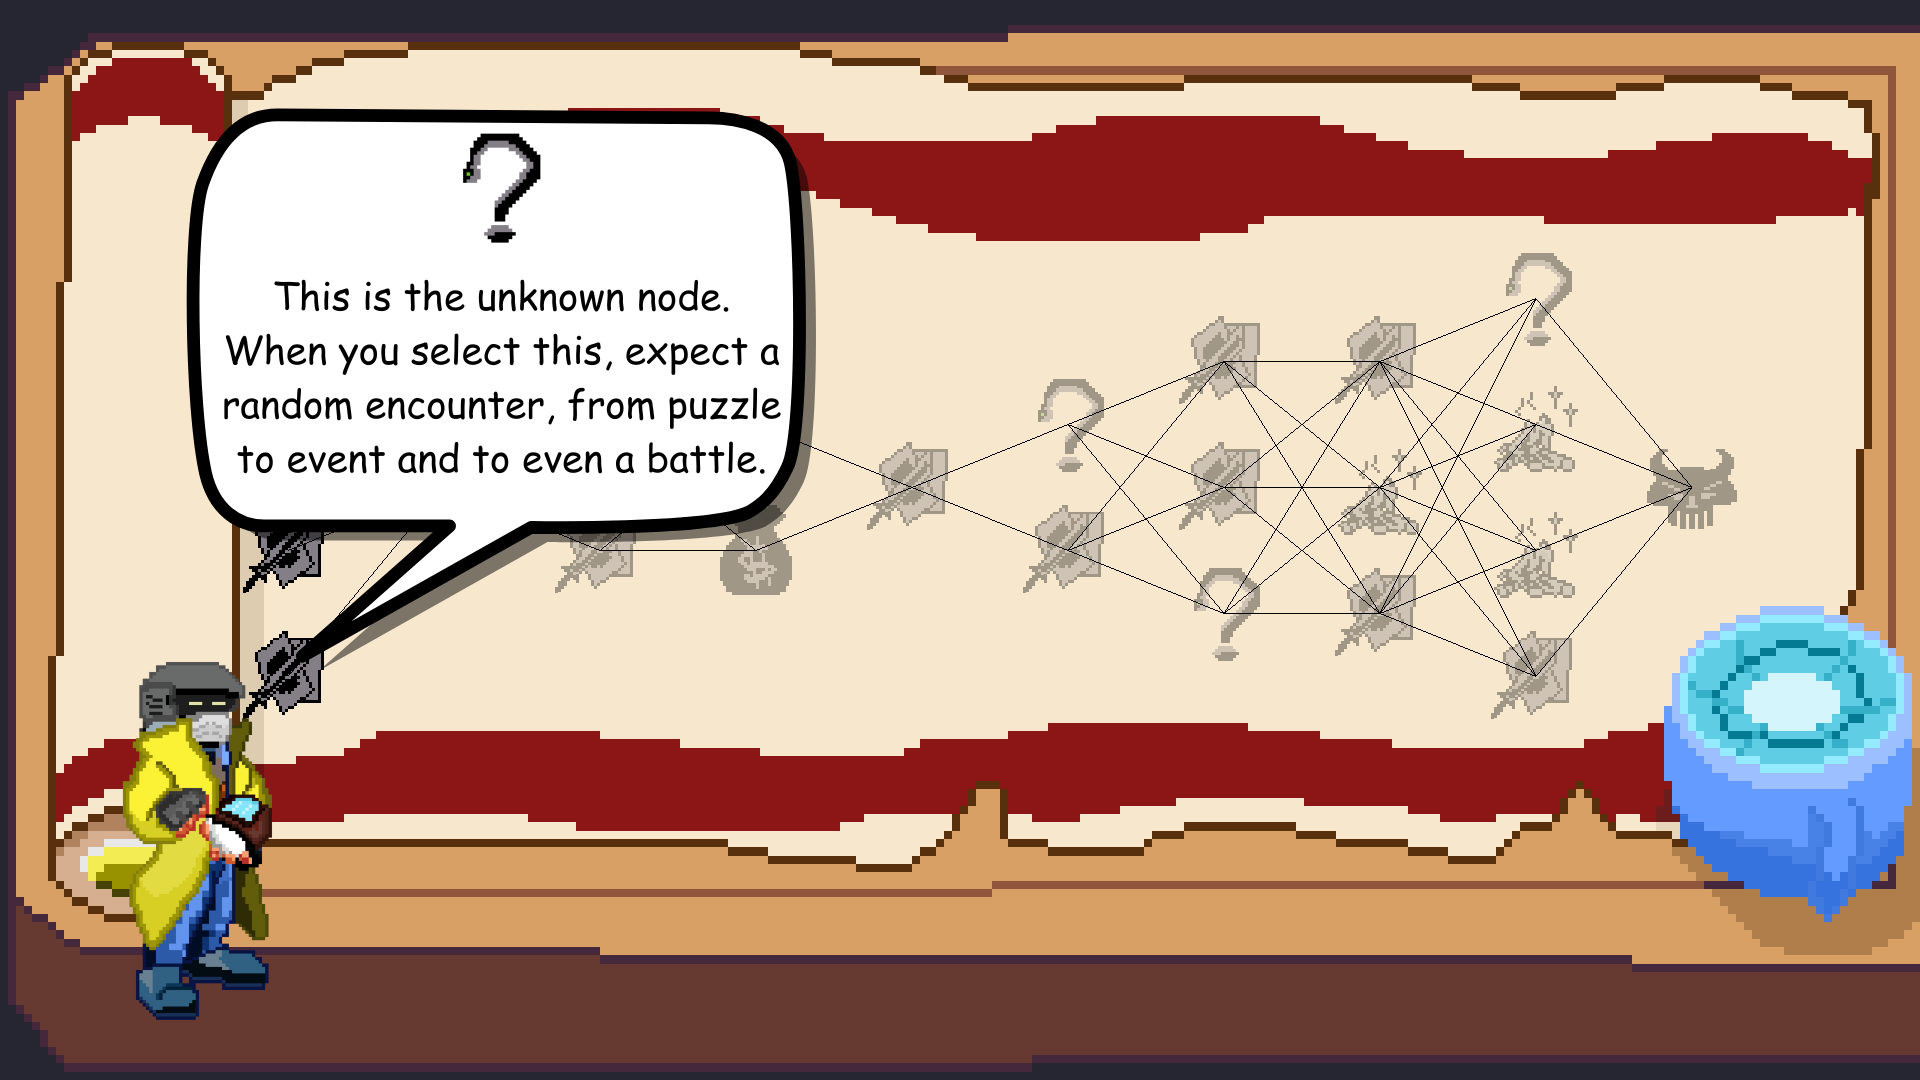 ?
This is the unknown node.
When you select this, expect a
random encounter, from puzzle
to event and to even a battle.